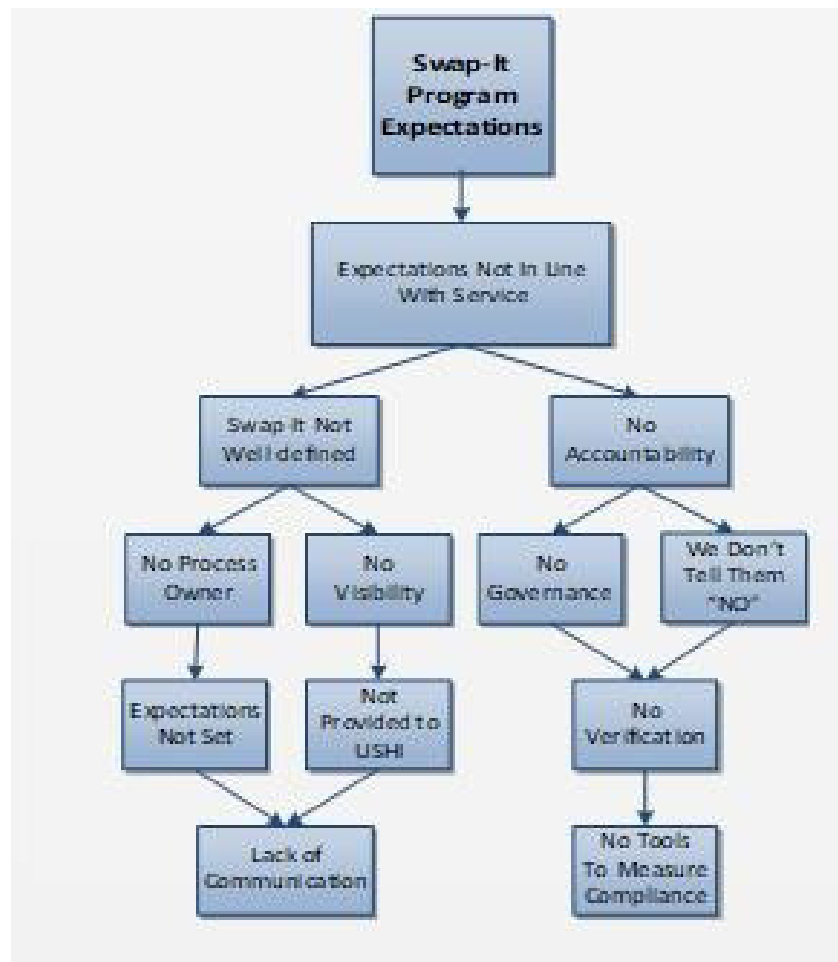 Swap-It
Program
Expectations
Expectations Not In Line
With Service
Swap-It Not
Well-defined
No
Accountability
No Process
Owner
No
Visibility
No
Governance
We Don't
Tell Them
"NO"
Expectations
Not Set
Not
Provided to
No
Verification
Lack of
Communication
No Tools
To Measure
Compliance